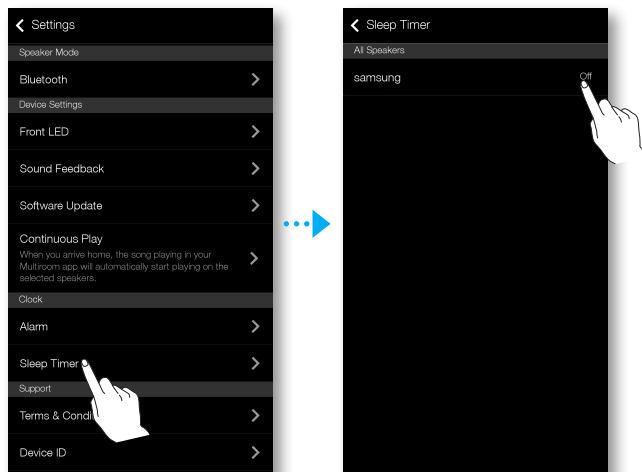 Settings
Speaker Mode
Bluetooth
Device Settings
Front LED
Sound Feedback
Software Update
Continuous Play
When you arrive home, the song playing in your
Multiroom app will automatically start playing on the
selected speakers.
Clock
Alarm
Sleep Timer
Support
Terms & Condi
Device ID
Sleep Timer
All Speakers
samsung
Off